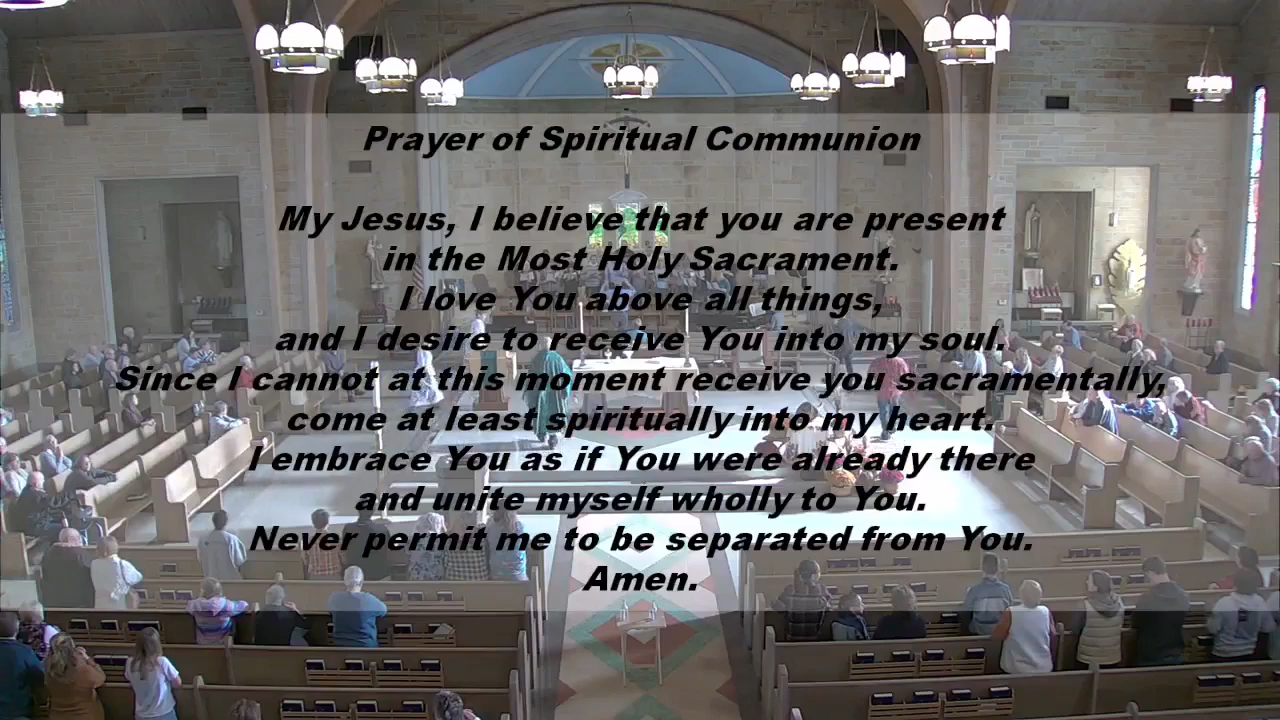 Prayer of Spiritual Communion
My Jesus, I believe that you are present
in the Most Holy Sacrament.
I love You above all things,
and I desire to receive You into my soul.
Since I cannot at this moment receive you sacramentally,
come at least spiritually into my heart.
I embrace You as if You were already there
and unite myself wholly to You.
Never permit me to be separated from You.
Amen.